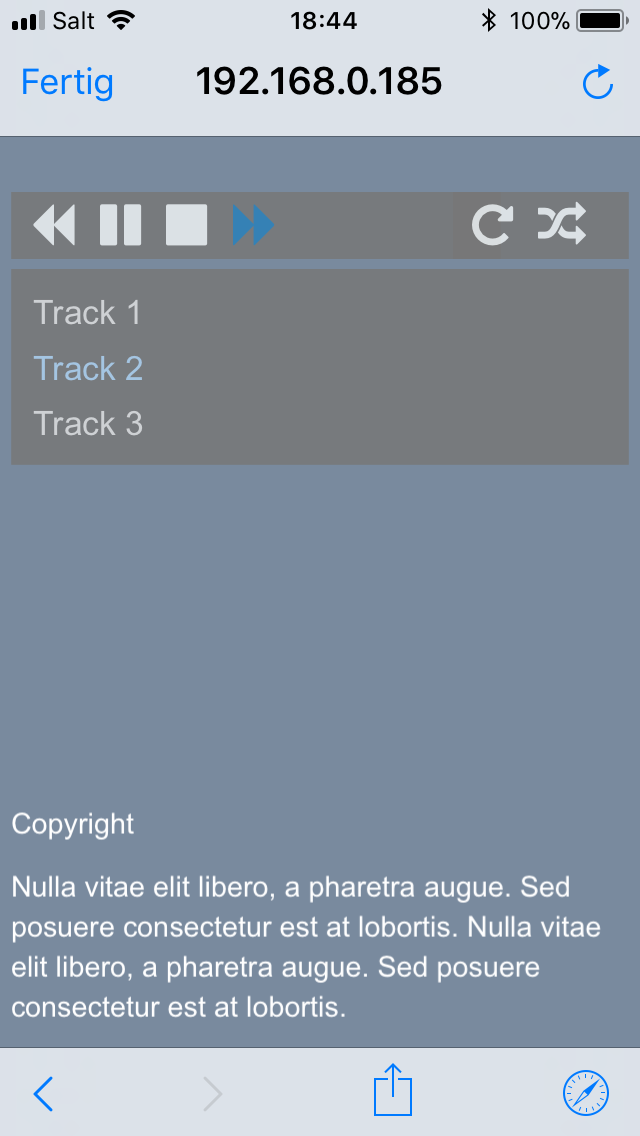 Salt 18:44 100%
Fertig 192.168.0.185
Track 1
Track 2
Track 3
Copyright
Nulla vitae elit libero, a pharetra augue. Sed
posuere consectetur est at lobortis. Nulla vitae
elit libero, a pharetra augue. Sed posuere
consectetur est at lobortis.